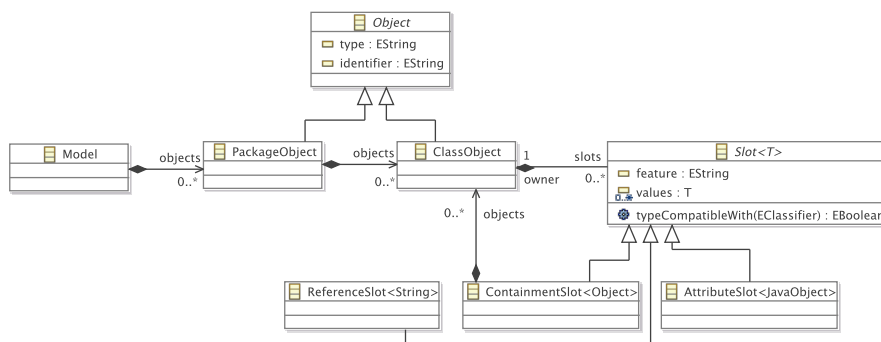 Object
type : EString
identifier : EString
Model
objects
0..*
PackageObject
objects
0..*
ClassObject
1
owner
slots
0..*
Slot<T>
feature : EString
0..*
values : T
typeCompatibleWith(EClassifier) : EBoolean
0..*
objects
ReferenceSlot<String>
ContainmentSlot<Object>
AttributeSlot<JavaObject>